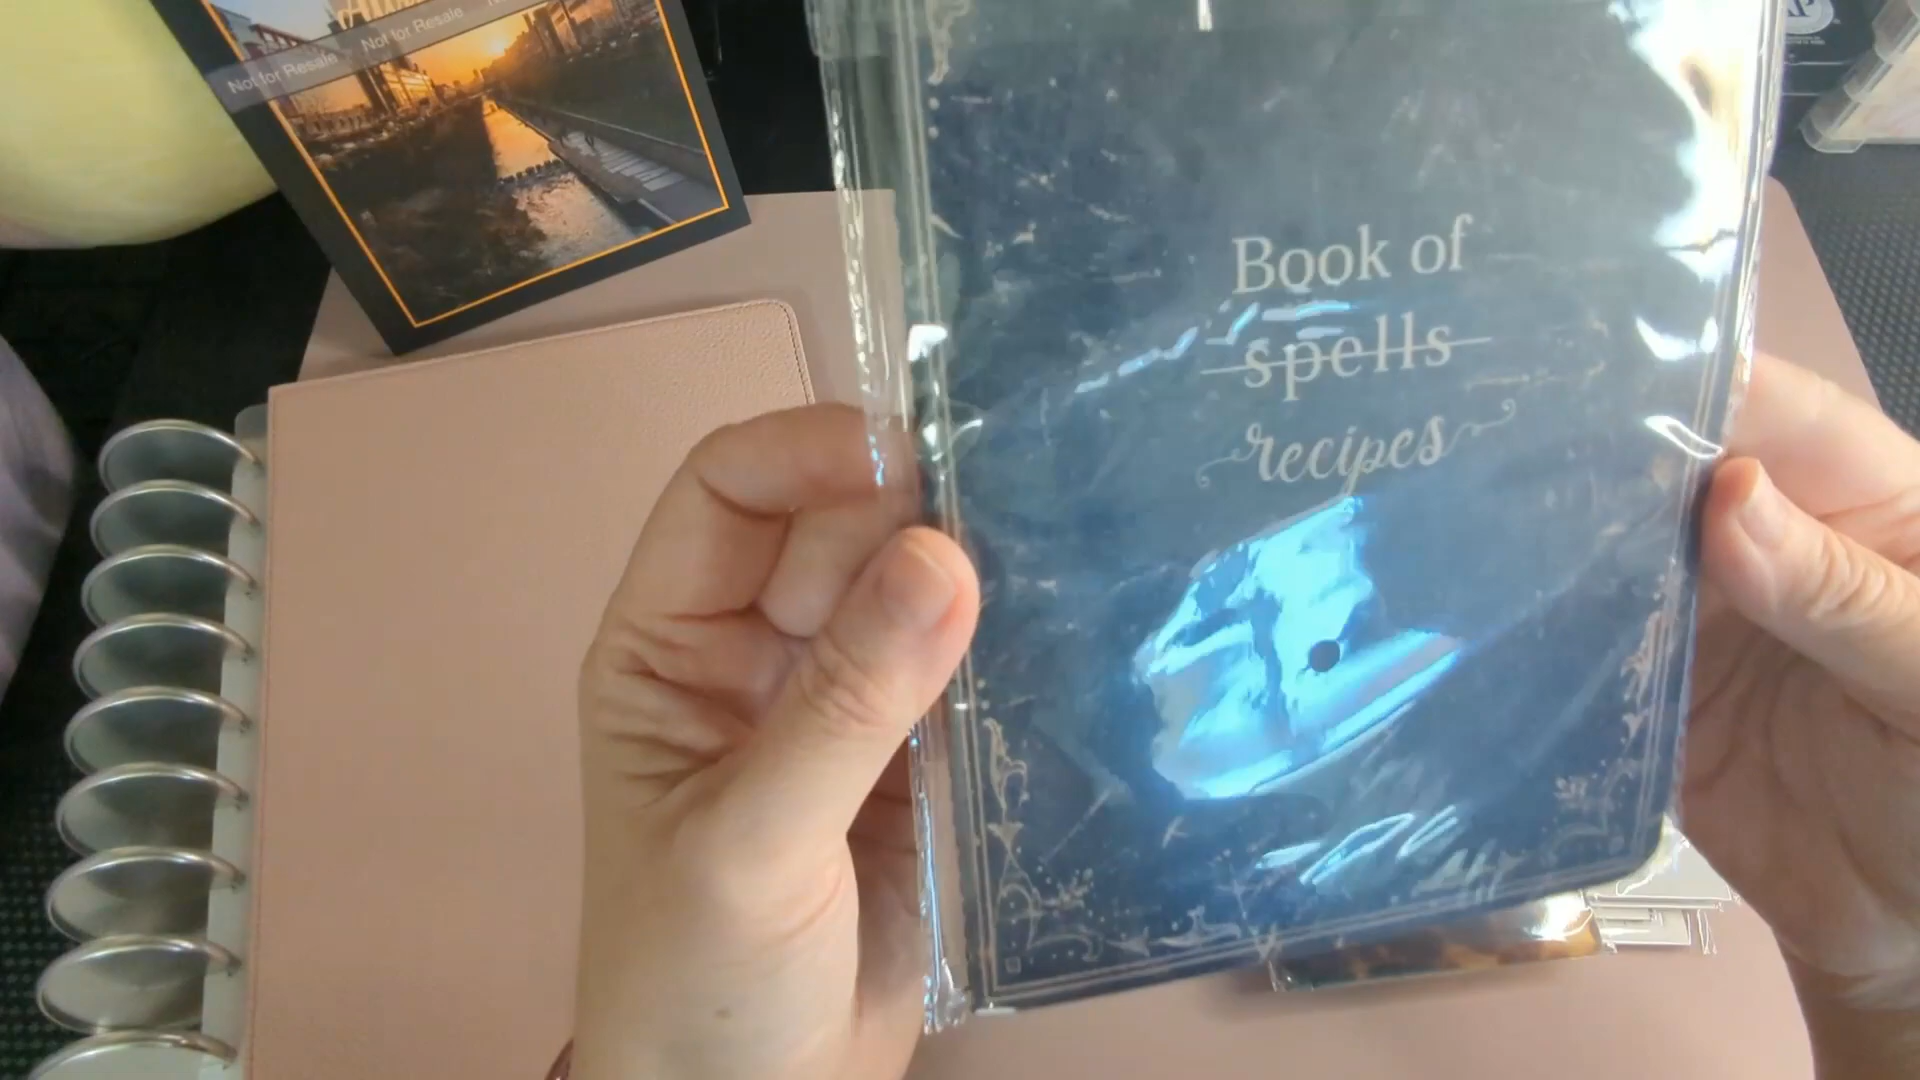 Not for Resale Not for Resale
Book of
spells
recipes